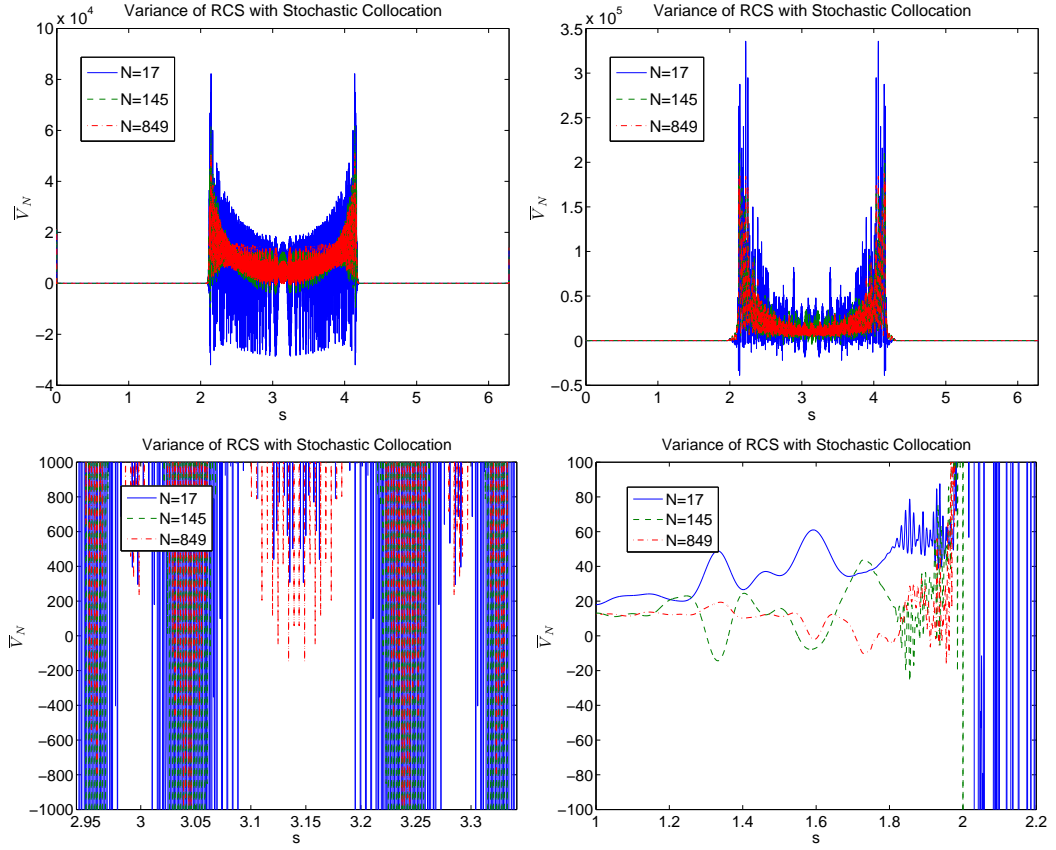 Variance of RCS with Stochastic Collocation
x 10^4
10
8
6
4
2
0
−2
−4
V̅_N
N=17
N=145
N=849
0 1 2 3 4 5 6
s
Variance of RCS with Stochastic Collocation
x 10^5
3.5
3
2.5
2
1.5
1
0.5
0
−0.5
V̅_N
N=17
N=145
N=849
0 1 2 3 4 5 6
s
Variance of RCS with Stochastic Collocation
1000
800
600
400
200
0
−200
−400
−600
−800
−1000
V̅_N
N=17
N=145
N=849
2.95 3 3.05 3.1 3.15 3.2 3.25 3.3
s
Variance of RCS with Stochastic Collocation
100
80
60
40
20
0
−20
−40
−60
−80
−100
V̅_N
N=17
N=145
N=849
1 1.2 1.4 1.6 1.8 2 2.2
s